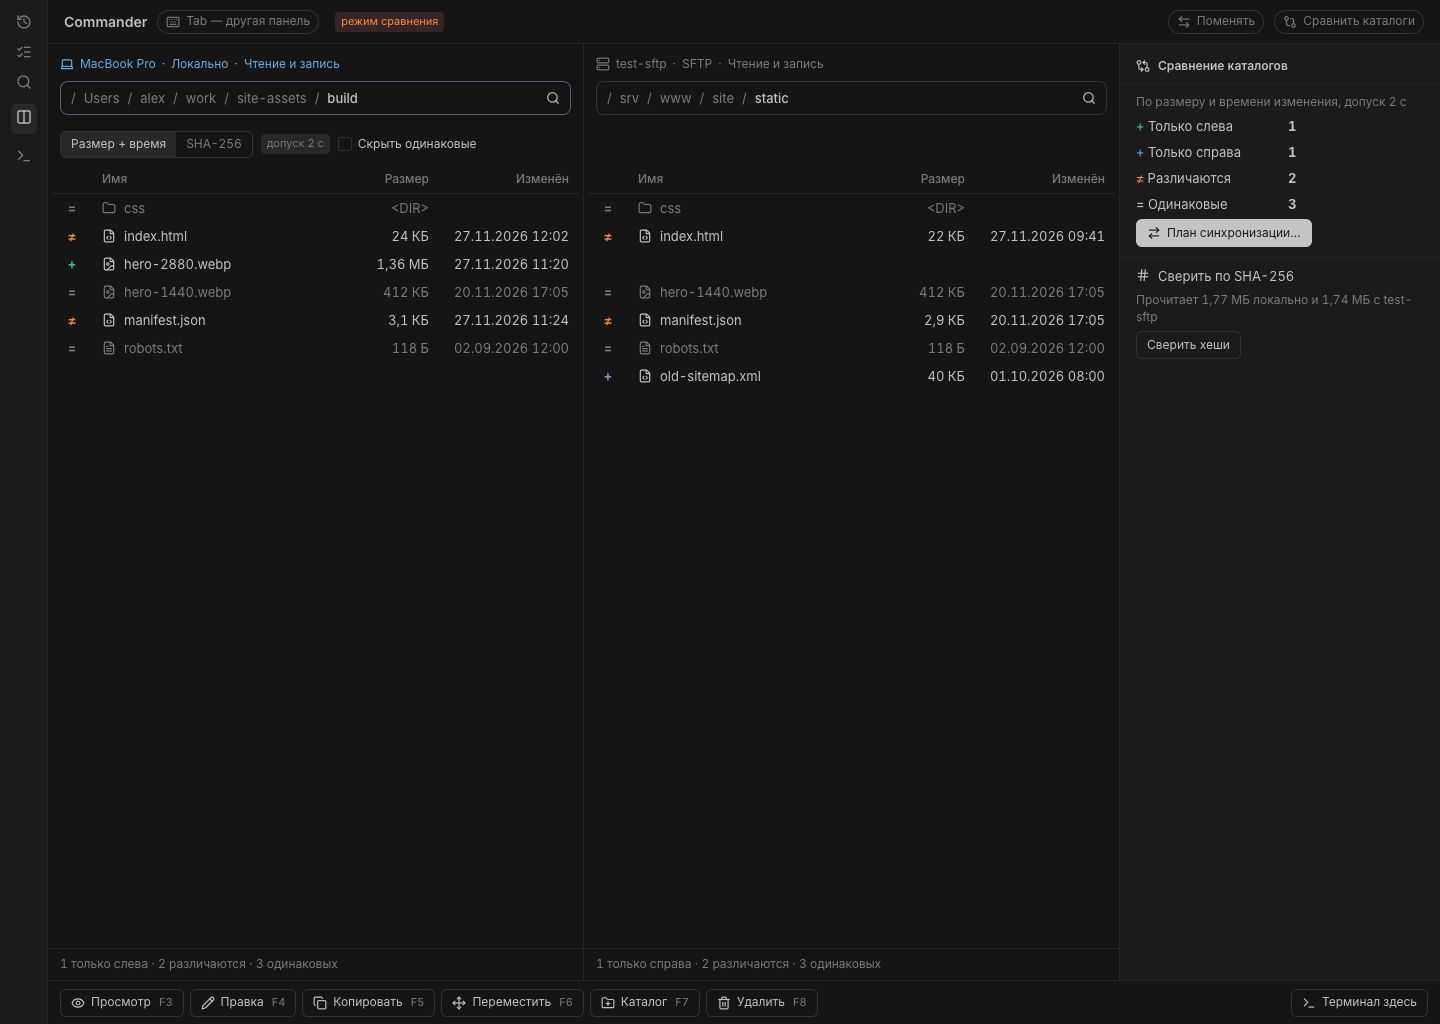 Commander Tab — другая панель режим сравнения Поменять Сравнить каталоги
MacBook Pro · Локально · Чтение и запись
/ Users / alex / work / site-assets / build
Размер + время SHA-256 допуск 2 с Скрыть одинаковые
Имя Размер Изменён
= css <DIR>
≠ index.html 24 КБ 27.11.2026 12:02
+ hero-2880.webp 1,36 МБ 27.11.2026 11:20
= hero-1440.webp 412 КБ 20.11.2026 17:05
≠ manifest.json 3,1 КБ 27.11.2026 11:24
= robots.txt 118 Б 02.09.2026 12:00
1 только слева · 2 различаются · 3 одинаковых
test-sftp · SFTP · Чтение и запись
/ srv / www / site / static
Имя Размер Изменён
= css <DIR>
≠ index.html 22 КБ 27.11.2026 09:41
= hero-1440.webp 412 КБ 20.11.2026 17:05
≠ manifest.json 2,9 КБ 20.11.2026 17:05
= robots.txt 118 Б 02.09.2026 12:00
+ old-sitemap.xml 40 КБ 01.10.2026 08:00
1 только справа · 2 различаются · 3 одинаковых
Сравнение каталогов
По размеру и времени изменения, допуск 2 с
+ Только слева 1
+ Только справа 1
≠ Различаются 2
= Одинаковые 3
План синхронизации...
Сверить по SHA-256
Прочитает 1,77 МБ локально и 1,74 МБ с test-
sftp
Сверить хеши
Просмотр F3 Правка F4 Копировать F5 Переместить F6 Каталог F7 Удалить F8 Терминал здесь